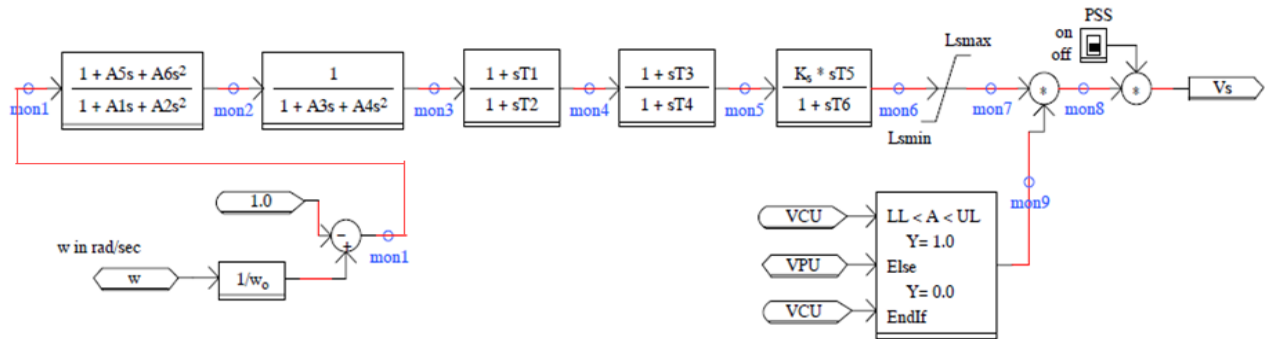 PSS
on
off
Lsmax
1 + A5s + A6s²
1 + A1s + A2s²
1
1 + A3s + A4s²
1 + sT1
1 + sT2
1 + sT3
1 + sT4
Kₛ * sT5
1 + sT6
mon1
mon2
mon3
mon4
mon5
mon6
mon7
*
mon8
*
Vs
Lsmin
1.0
−
+
mon1
w in rad/sec
w
1/wₒ
mon9
VCU
VPU
VCU
LL < A < UL
Y= 1.0
Else
Y= 0.0
EndIf